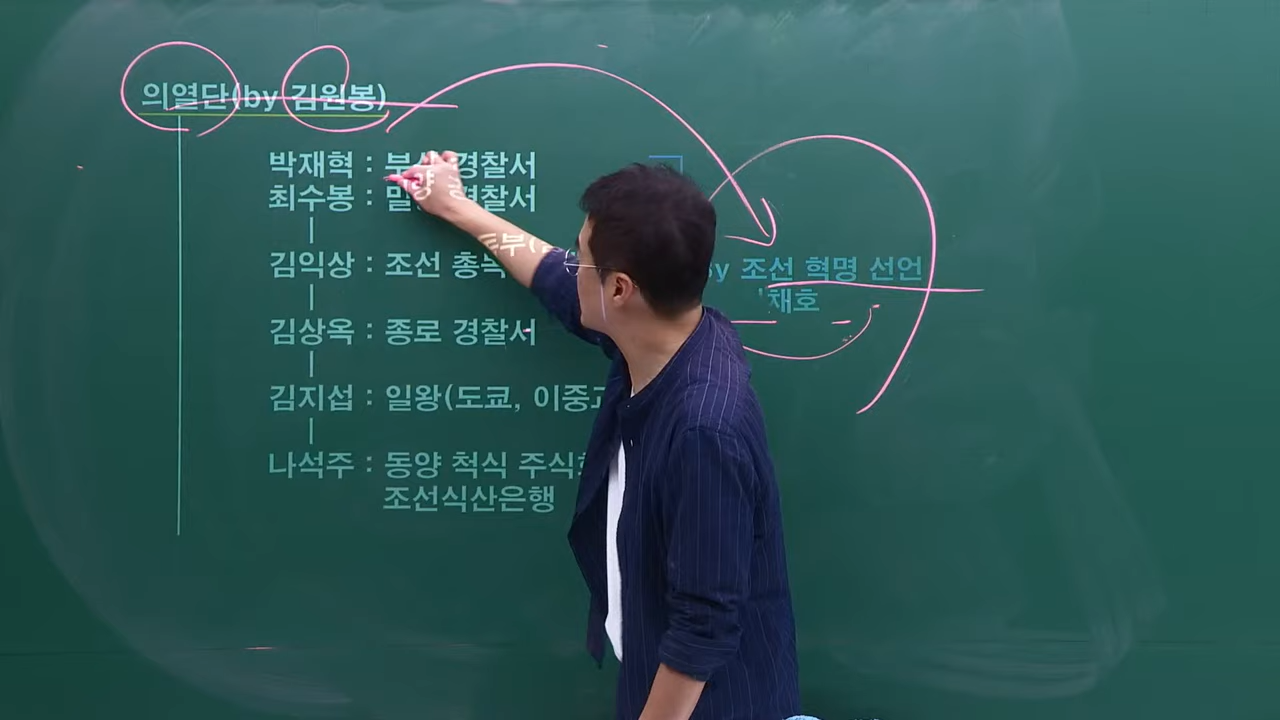 의열단(by 김원봉)
박재혁 : 부산 경찰서
최수봉 : 밀양 경찰서
김익상 : 조선 총독부(
by 조선 혁명 선언
채호
김상옥 : 종로 경찰서
김지섭 : 일왕(도쿄, 이중교
나석주 : 동양 척식 주식회
조선식산은행